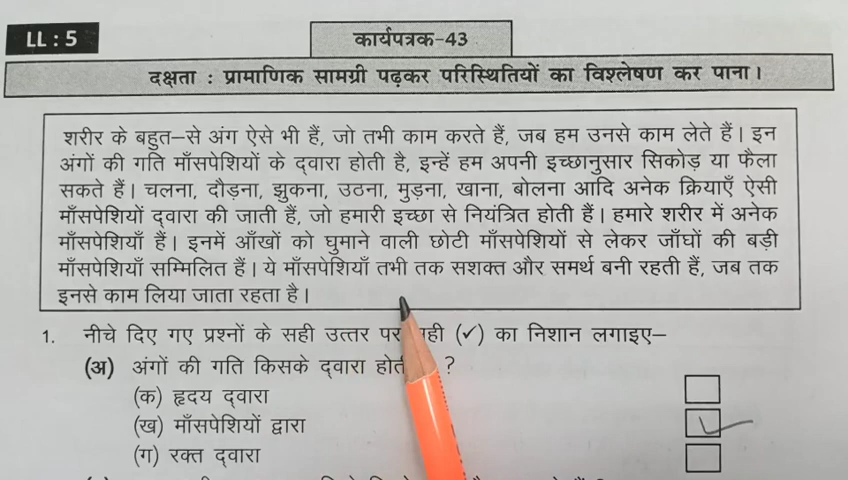 LL : 5
कार्यपत्रक-43
दक्षता : प्रामाणिक सामग्री पढ़कर परिस्थितियों का विश्लेषण कर पाना।
शरीर के बहुत-से अंग ऐसे भी हैं, जो तभी काम करते हैं, जब हम उनसे काम लेते हैं। इन
अंगों की गति माँसपेशियों के द्वारा होती है, इन्हें हम अपनी इच्छानुसार सिकोड़ या फैला
सकते हैं। चलना, दौड़ना, झुकना, उठना, मुड़ना, खाना, बोलना आदि अनेक क्रियाएँ ऐसी
माँसपेशियों द्वारा की जाती हैं, जो हमारी इच्छा से नियंत्रित होती हैं। हमारे शरीर में अनेक
माँसपेशियाँ हैं। इनमें आँखों को घुमाने वाली छोटी माँसपेशियों से लेकर जाँघों की बड़ी
माँसपेशियाँ सम्मिलित हैं। ये माँसपेशियाँ तभी तक सशक्त और समर्थ बनी रहती हैं, जब तक
इनसे काम लिया जाता रहता है।
1. नीचे दिए गए प्रश्नों के सही उत्तर पर (✓) का निशान लगाइए–
(अ) अंगों की गति किसके द्वारा ?
(क) हृदय द्वारा
(ख) माँसपेशियों द्वारा
(ग) रक्त द्वारा